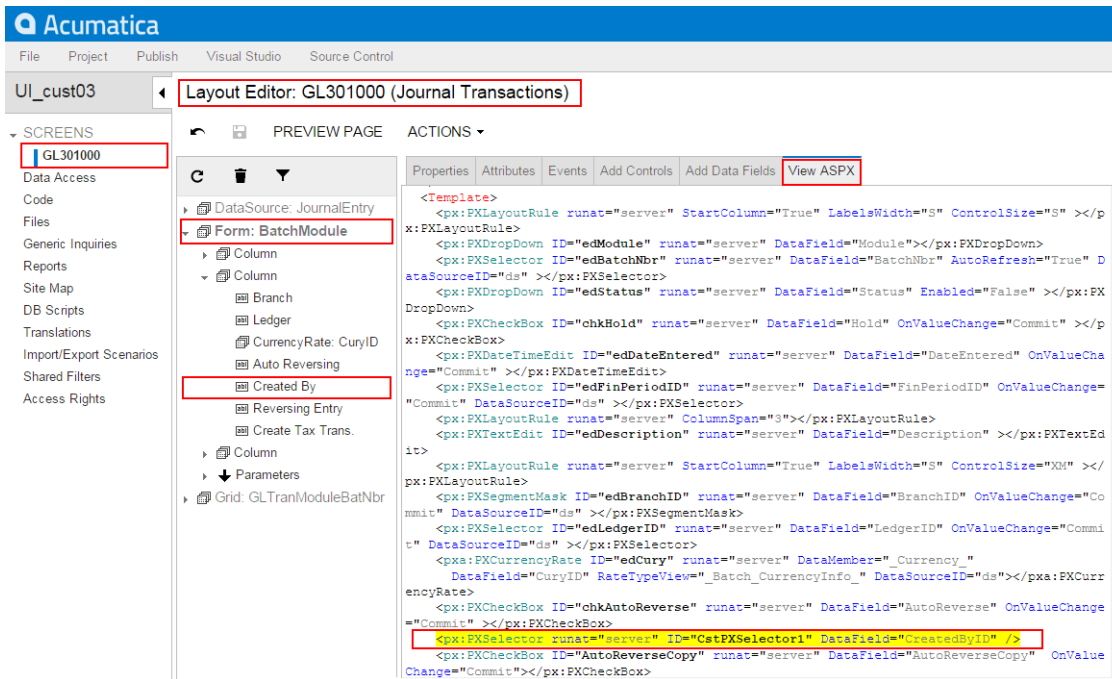 Acumatica
File Project Publish Visual Studio Source Control
UI_cust03
Layout Editor: GL301000 (Journal Transactions)
SCREENS
GL301000
Data Access
Code
Files
Generic Inquiries
Reports
Site Map
DB Scripts
Translations
Import/Export Scenarios
Shared Filters
Access Rights
PREVIEW PAGE ACTIONS
DataSource: JournalEntry
Form: BatchModule
Column
Column
Branch
Ledger
CurrencyRate: CuryID
Auto Reversing
Created By
Reversing Entry
Create Tax Trans.
Column
Parameters
Grid: GLTranModuleBatNbr
Properties Attributes Events Add Controls Add Data Fields View ASPX
<Template>
<px:PXLayoutRule runat="server" StartColumn="True" LabelsWidth="S" ControlSize="S" ></p
x:PXLayoutRule>
<px:PXDropDown ID="edModule" runat="server" DataField="Module"></px:PXDropDown>
<px:PXSelector ID="edBatchNbr" runat="server" DataField="BatchNbr" AutoRefresh="True" D
ataSourceID="ds" ></px:PXSelector>
<px:PXDropDown ID="edStatus" runat="server" DataField="Status" Enabled="False" ></px:PX
DropDown>
<px:PXCheckBox ID="chkHold" runat="server" DataField="Hold" OnValueChange="Commit" ></p
x:PXCheckBox>
<px:PXDateTimeEdit ID="edDateEntered" runat="server" DataField="DateEntered" OnValueCha
nge="Commit" ></px:PXDateTimeEdit>
<px:PXSelector ID="edFinPeriodID" runat="server" DataField="FinPeriodID" OnValueChange=
"Commit" DataSourceID="ds" ></px:PXSelector>
<px:PXLayoutRule runat="server" ColumnSpan="3"></px:PXLayoutRule>
<px:PXTextEdit ID="edDescription" runat="server" DataField="Description" ></px:PXTextEd
it>
<px:PXLayoutRule runat="server" StartColumn="True" LabelsWidth="S" ControlSize="XM" ></
px:PXLayoutRule>
<px:PXSegmentMask ID="edBranchID" runat="server" DataField="BranchID" OnValueChange="Co
mmit" DataSourceID="ds" ></px:PXSegmentMask>
<px:PXSelector ID="edLedgerID" runat="server" DataField="LedgerID" OnValueChange="Commi
t" DataSourceID="ds" ></px:PXSelector>
<pxa:PXCurrencyRate ID="edCury" runat="server" DataMember="_Currency_"
DataField="CuryID" RateTypeView="_Batch_CurrencyInfo_" DataSourceID="ds"></pxa:PXCurr
encyRate>
<px:PXCheckBox ID="chkAutoReverse" runat="server" DataField="AutoReverse" OnValueChange
="Commit" ></px:PXCheckBox>
<px:PXSelector runat="server" ID="CstPXSelector1" DataField="CreatedByID" />
<px:PXCheckBox ID="AutoReverseCopy" runat="server" DataField="AutoReverseCopy" OnValue
Change="Commit"></px:PXCheckBox>